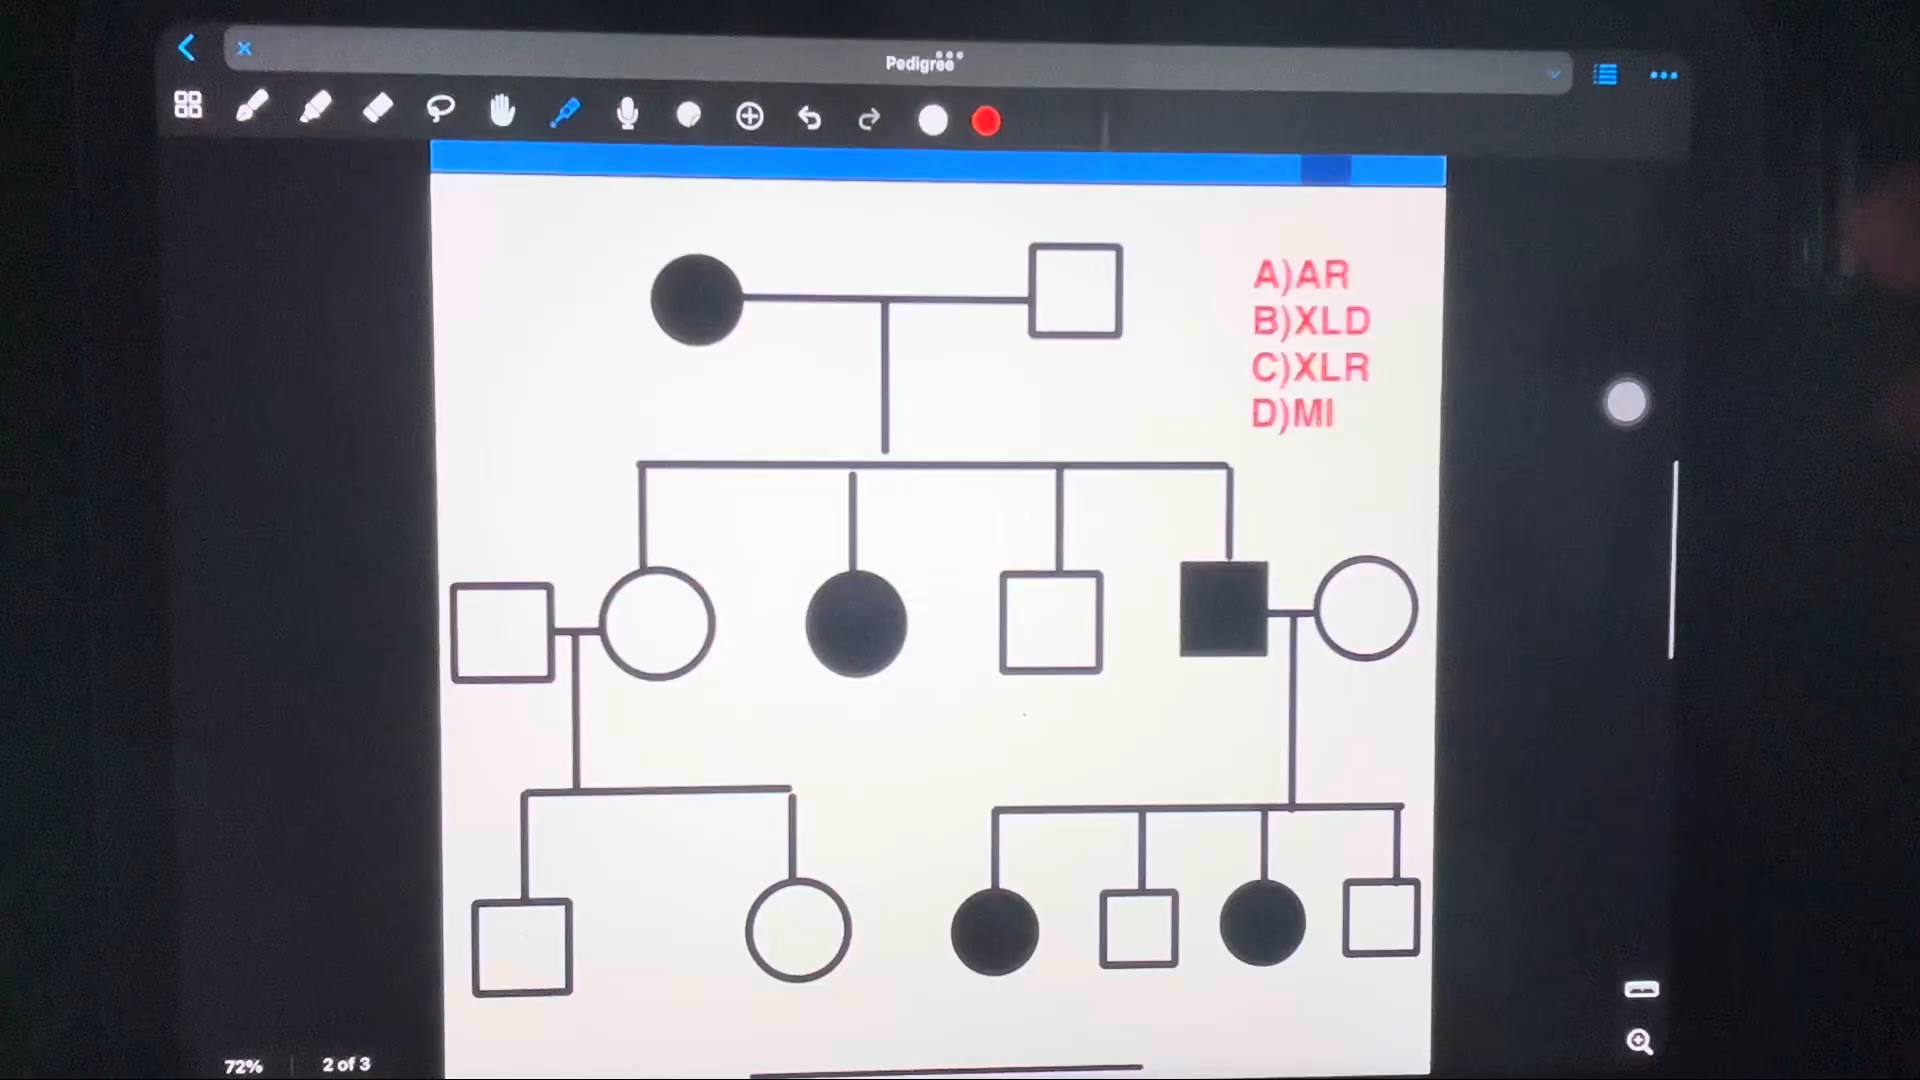 Pedigree
A)AR
B)XLD
C)XLR
D)MI
72%
2 of 3